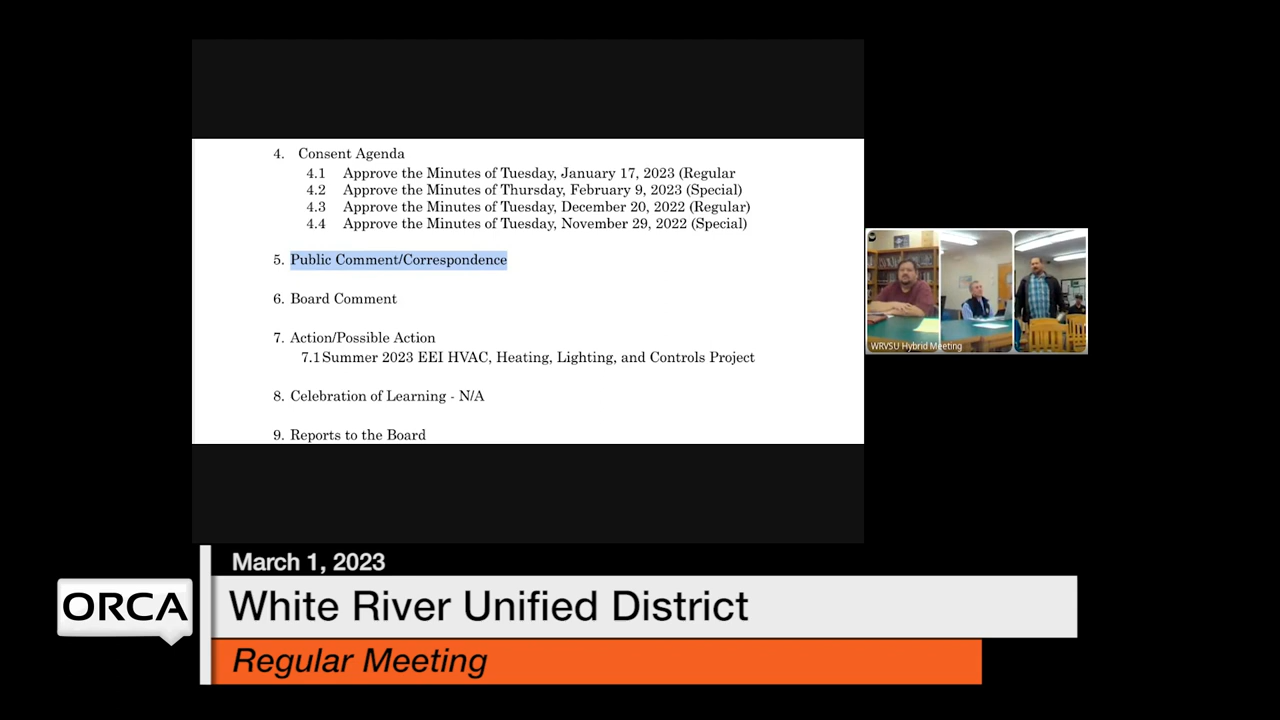 4. Consent Agenda
4.1 Approve the Minutes of Tuesday, January 17, 2023 (Regular
4.2 Approve the Minutes of Thursday, February 9, 2023 (Special)
4.3 Approve the Minutes of Tuesday, December 20, 2022 (Regular)
4.4 Approve the Minutes of Tuesday, November 29, 2022 (Special)
5. Public Comment/Correspondence
6. Board Comment
7. Action/Possible Action
7.1 Summer 2023 EEI HVAC, Heating, Lighting, and Controls Project
8. Celebration of Learning - N/A
9. Reports to the Board
WRVSU Hybrid Meeting
March 1, 2023
ORCA
White River Unified District
Regular Meeting